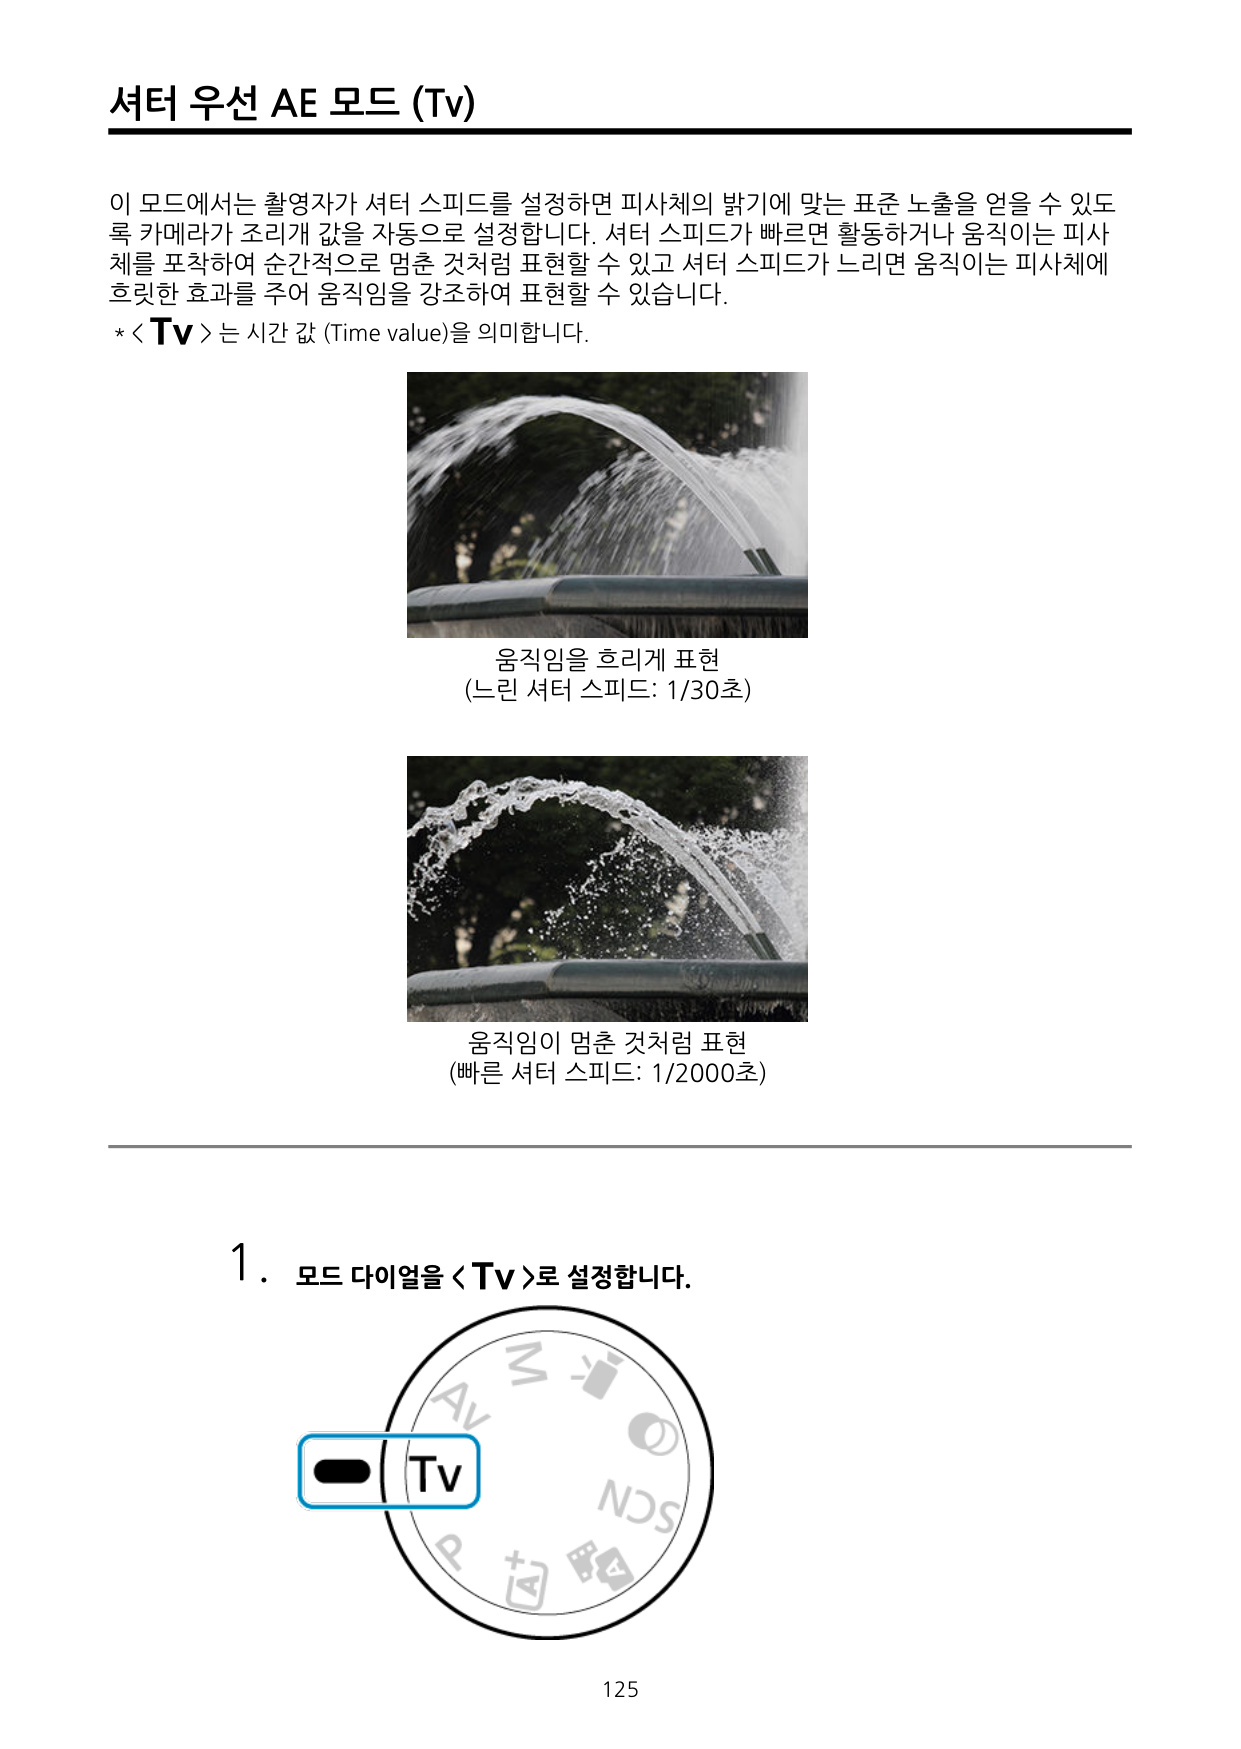 셔터 우선 AE 모드 (Tv)
이 모드에서는 촬영자가 셔터 스피드를 설정하면 피사체의 밝기에 맞는 표준 노출을 얻을 수 있도
록 카메라가 조리개 값을 자동으로 설정합니다. 셔터 스피드가 빠르면 활동하거나 움직이는 피사
체를 포착하여 순간적으로 멈춘 것처럼 표현할 수 있고 셔터 스피드가 느리면 움직이는 피사체에
흐릿한 효과를 주어 움직임을 강조하여 표현할 수 있습니다.
* < Tv > 는 시간 값 (Time value)을 의미합니다.
움직임을 흐리게 표현
(느린 셔터 스피드: 1/30초)
움직임이 멈춘 것처럼 표현
(빠른 셔터 스피드: 1/2000초)
1. 모드 다이얼을 < Tv >로 설정합니다.
M
Av
Tv
SCN
P
A+
A
125